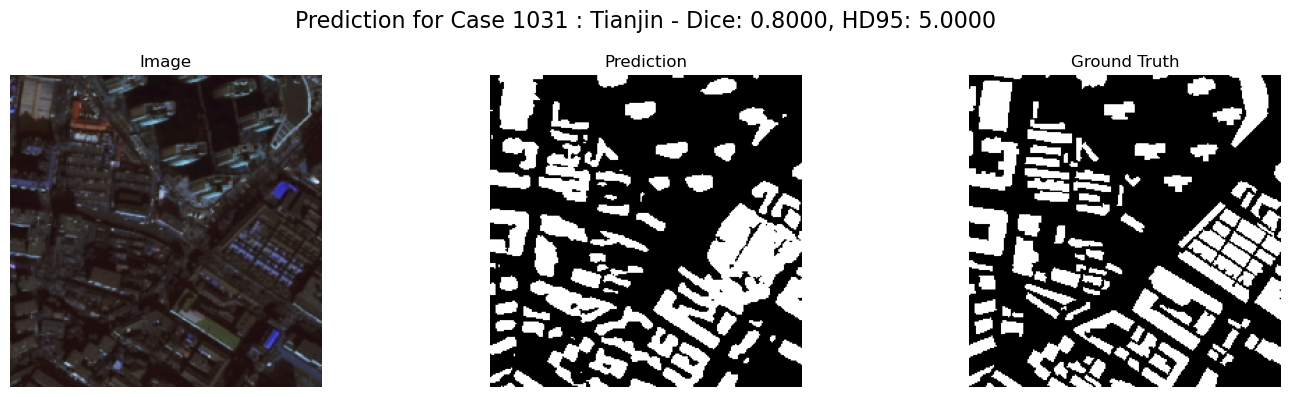 Prediction for Case 1031 : Tianjin - Dice: 0.8000, HD95: 5.0000
Image
Prediction
Ground Truth